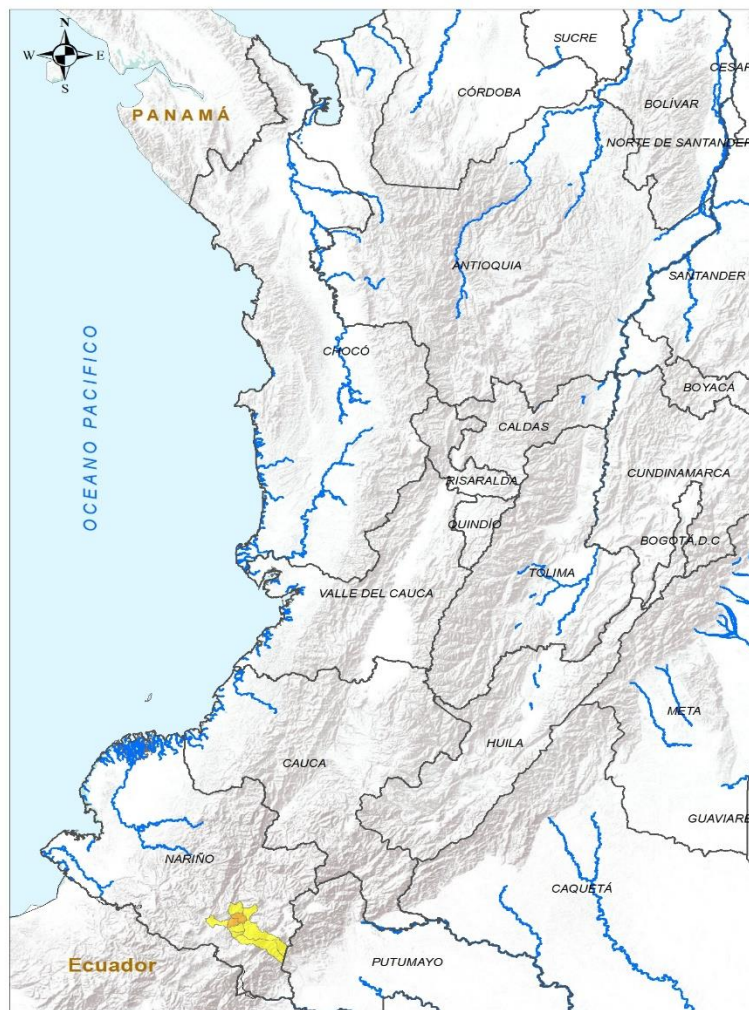 N
W E
S
PANAMÁ
SUCRE
CESAR
CÓRDOBA
BOLÍVAR
NORTE DE SANTANDER
ANTIOQUIA
SANTANDER
OCEANO PACIFICO
CHOCÓ
BOYACÁ
CALDAS
CUNDINAMARCA
RISARALDA
QUINDÍO
BOGOTÁ,D.C
TOLIMA
VALLE DEL CAUCA
META
HUILA
CAUCA
GUAVIARE
NARIÑO
CAQUETÁ
Ecuador
PUTUMAYO